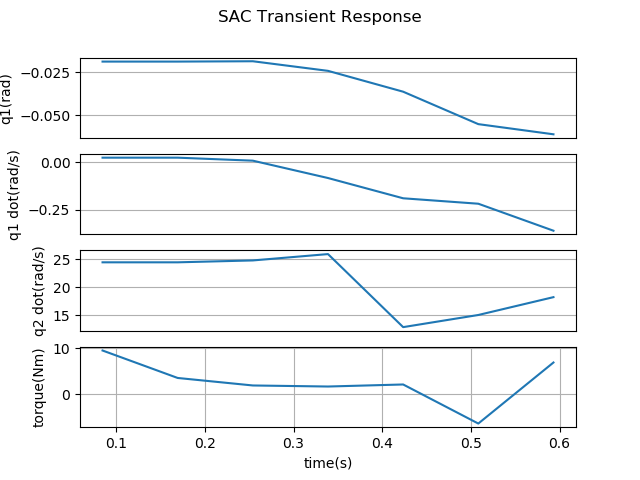 SAC Transient Response
q1(rad)
−0.025
−0.050
q1 dot(rad/s)
0.00
−0.25
q2 dot(rad/s)
25
20
15
torque(Nm)
10
0
0.1 0.2 0.3 0.4 0.5 0.6
time(s)